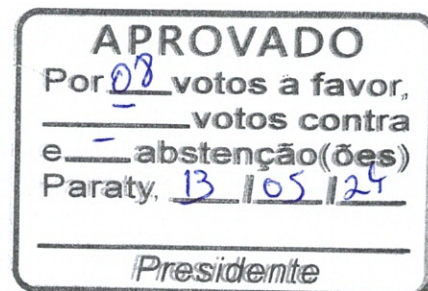 APROVADO
Por 08 votos a favor,
- votos contra
e - abstenção(ões)
Paraty, 13 / 05 / 24
Presidente